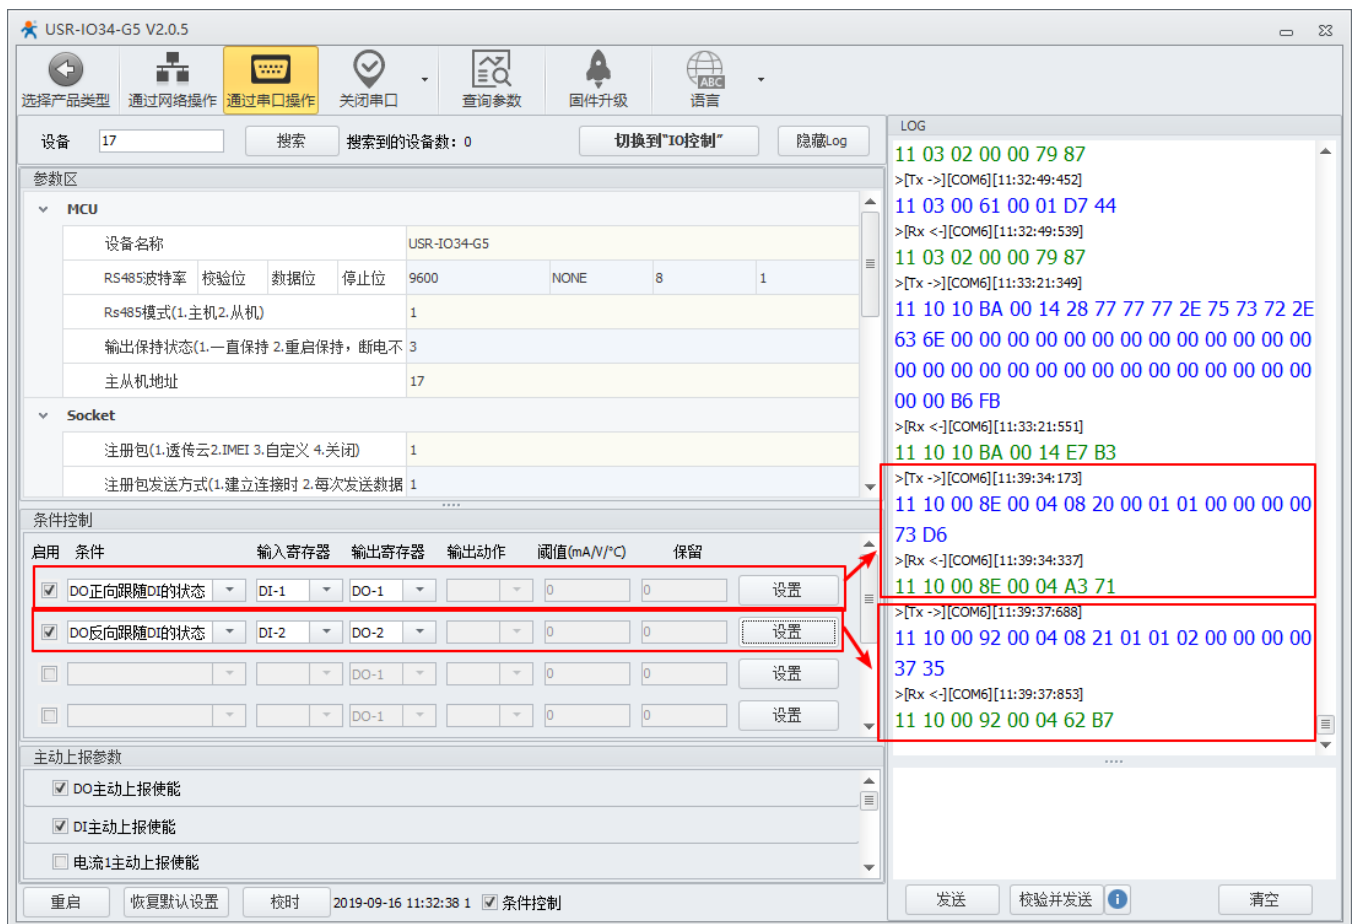 USR-IO34-G5 V2.0.5
选择产品类型 通过网络操作 通过串口操作 关闭串口 查询参数 固件升级 ABC 语言
设备 17 搜索 搜索到的设备数: 0 切换到"IO控制" 隐藏Log
参数区
MCU
设备名称 USR-IO34-G5
RS485波特率 校验位 数据位 停止位 9600 NONE 8 1
Rs485模式(1.主机2.从机) 1
输出保持状态(1.一直保持 2.重启保持，断电不 3
主从机地址 17
Socket
注册包(1.透传云2.IMEI 3.自定义 4.关闭) 1
注册包发送方式(1.建立连接时 2.每次发送数据 1
条件控制
启用 条件 输入寄存器 输出寄存器 输出动作 阈值(mA/V/°C) 保留
DO正向跟随DI的状态 DI-1 DO-1 0 0 设置
DO反向跟随DI的状态 DI-2 DO-2 0 0 设置
DO-1 0 0 设置
DO-1 0 0 设置
主动上报参数
DO主动上报使能
DI主动上报使能
电流1主动上报使能
重启 恢复默认设置 校时 2019-09-16 11:32:38 1 条件控制
LOG
11 03 02 00 00 79 87
>[Tx ->][COM6][11:32:49:452]
11 03 00 61 00 01 D7 44
>[Rx <-][COM6][11:32:49:539]
11 03 02 00 00 79 87
>[Tx ->][COM6][11:33:21:349]
11 10 10 BA 00 14 28 77 77 77 2E 75 73 72 2E
63 6E 00 00 00 00 00 00 00 00 00 00 00 00 00
00 00 00 00 00 00 00 00 00 00 00 00 00 00 00
00 00 B6 FB
>[Rx <-][COM6][11:33:21:551]
11 10 10 BA 00 14 E7 B3
>[Tx ->][COM6][11:39:34:173]
11 10 00 8E 00 04 08 20 00 01 01 00 00 00 00
73 D6
>[Rx <-][COM6][11:39:34:337]
11 10 00 8E 00 04 A3 71
>[Tx ->][COM6][11:39:37:688]
11 10 00 92 00 04 08 21 01 01 02 00 00 00 00
37 35
>[Rx <-][COM6][11:39:37:853]
11 10 00 92 00 04 62 B7
发送 校验并发送 清空